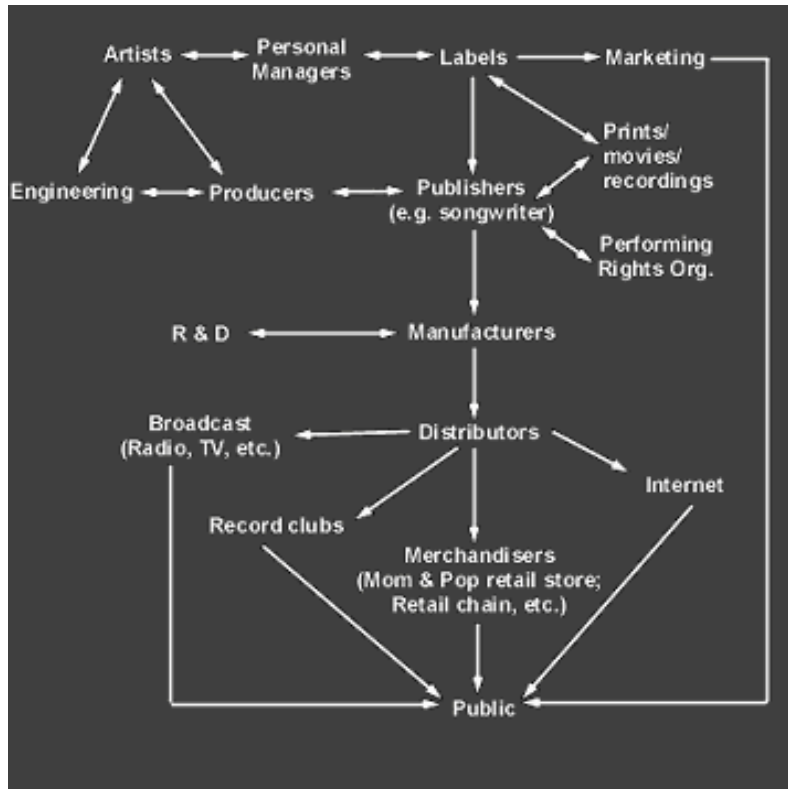 Artists
Personal
Managers
Labels
Marketing
Prints/
movies/
recordings
Engineering
Producers
Publishers
(e.g. songwriter)
Performing
Rights Org.
R & D
Manufacturers
Broadcast
(Radio, TV, etc.)
Distributors
Internet
Record clubs
Merchandisers
(Mom & Pop retail store;
Retail chain, etc.)
Public